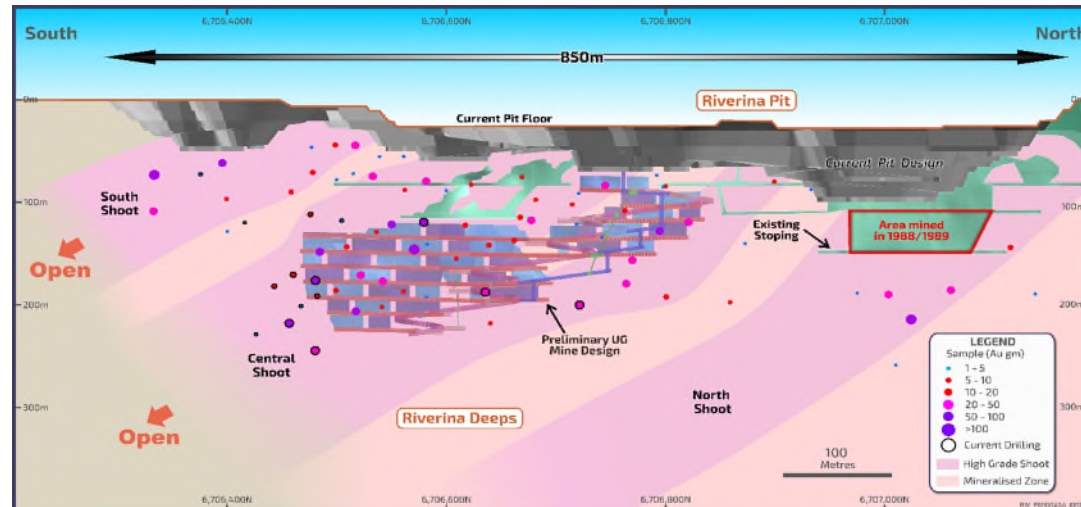 South
6,706,400N
6,706,600N
6,706,800N
6,707,000N
North
850m
0m
Riverina Pit
Current Pit Floor
Current Pit Design
South
Shoot
100m
Existing
Stoping
Area mined
in 1988/1989
100m
Open
200m
Central
Shoot
Preliminary UG
Mine Design
North
Shoot
Riverina Deeps
300m
Open
300m
100
Metres
LEGEND
Sample (Au gm)
1 - 5
5 - 10
10 - 20
20 - 50
50 - 100
>100
Current Drilling
High Grade Shoot
Mineralised Zone
6,706,400N
6,706,600N
6,706,800N
6,707,000N